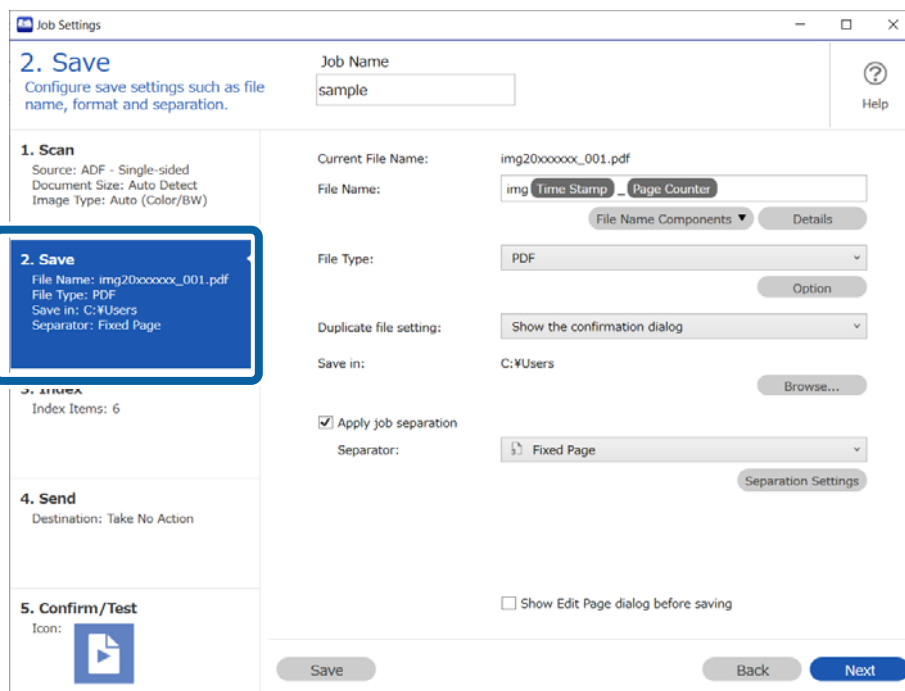 Job Settings
2. Save
Configure save settings such as file
name, format and separation.
Job Name
sample
Help
1. Scan
Source: ADF - Single-sided
Document Size: Auto Detect
Image Type: Auto (Color/BW)
2. Save
File Name: img20xxxxxx_001.pdf
File Type: PDF
Save in: C:¥Users
Separator: Fixed Page
3. Index
Index Items: 6
4. Send
Destination: Take No Action
5. Confirm/Test
Icon:
Current File Name: img20xxxxxx_001.pdf
File Name: img Time Stamp _ Page Counter
File Name Components ▼ Details
File Type: PDF
Option
Duplicate file setting: Show the confirmation dialog
Save in: C:¥Users
Browse...
Apply job separation
Separator: Fixed Page
Separation Settings
Show Edit Page dialog before saving
Save Back Next